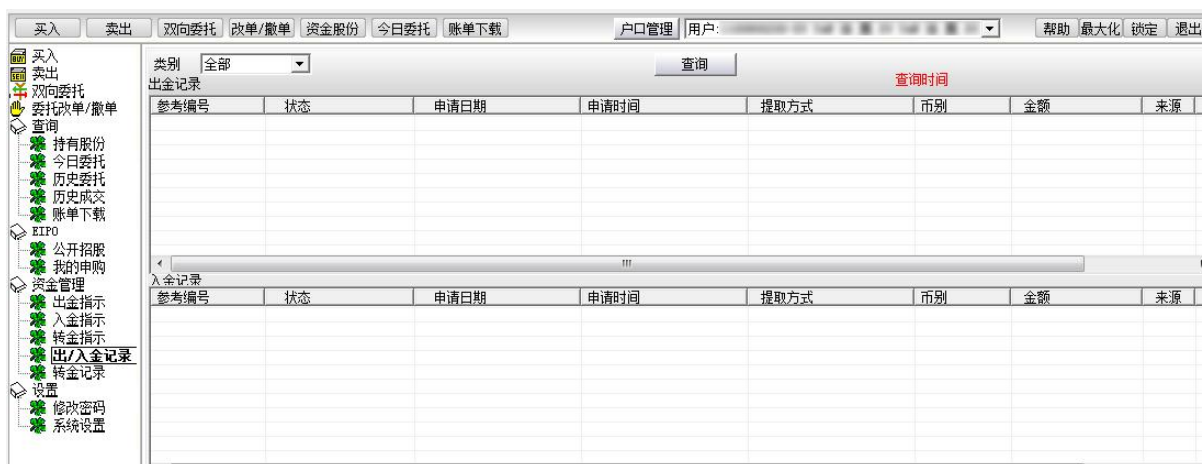 买入 卖出 双向委托 改单/撤单 资金股份 今日委托 账单下载 户口管理 用户: 帮助 最大化 锁定 退出
买入
卖出
双向委托
委托改单/撤单
查询
持有股份
今日委托
历史委托
历史成交
账单下载
EIPO
公开招股
我的申购
资金管理
出金指示
入金指示
转金指示
出/入金记录
转金记录
设置
修改密码
系统设置
类别 全部 查询
出金记录 查询时间
参考编号 状态 申请日期 申请时间 提取方式 币别 金额 来源
入金记录
参考编号 状态 申请日期 申请时间 提取方式 币别 金额 来源